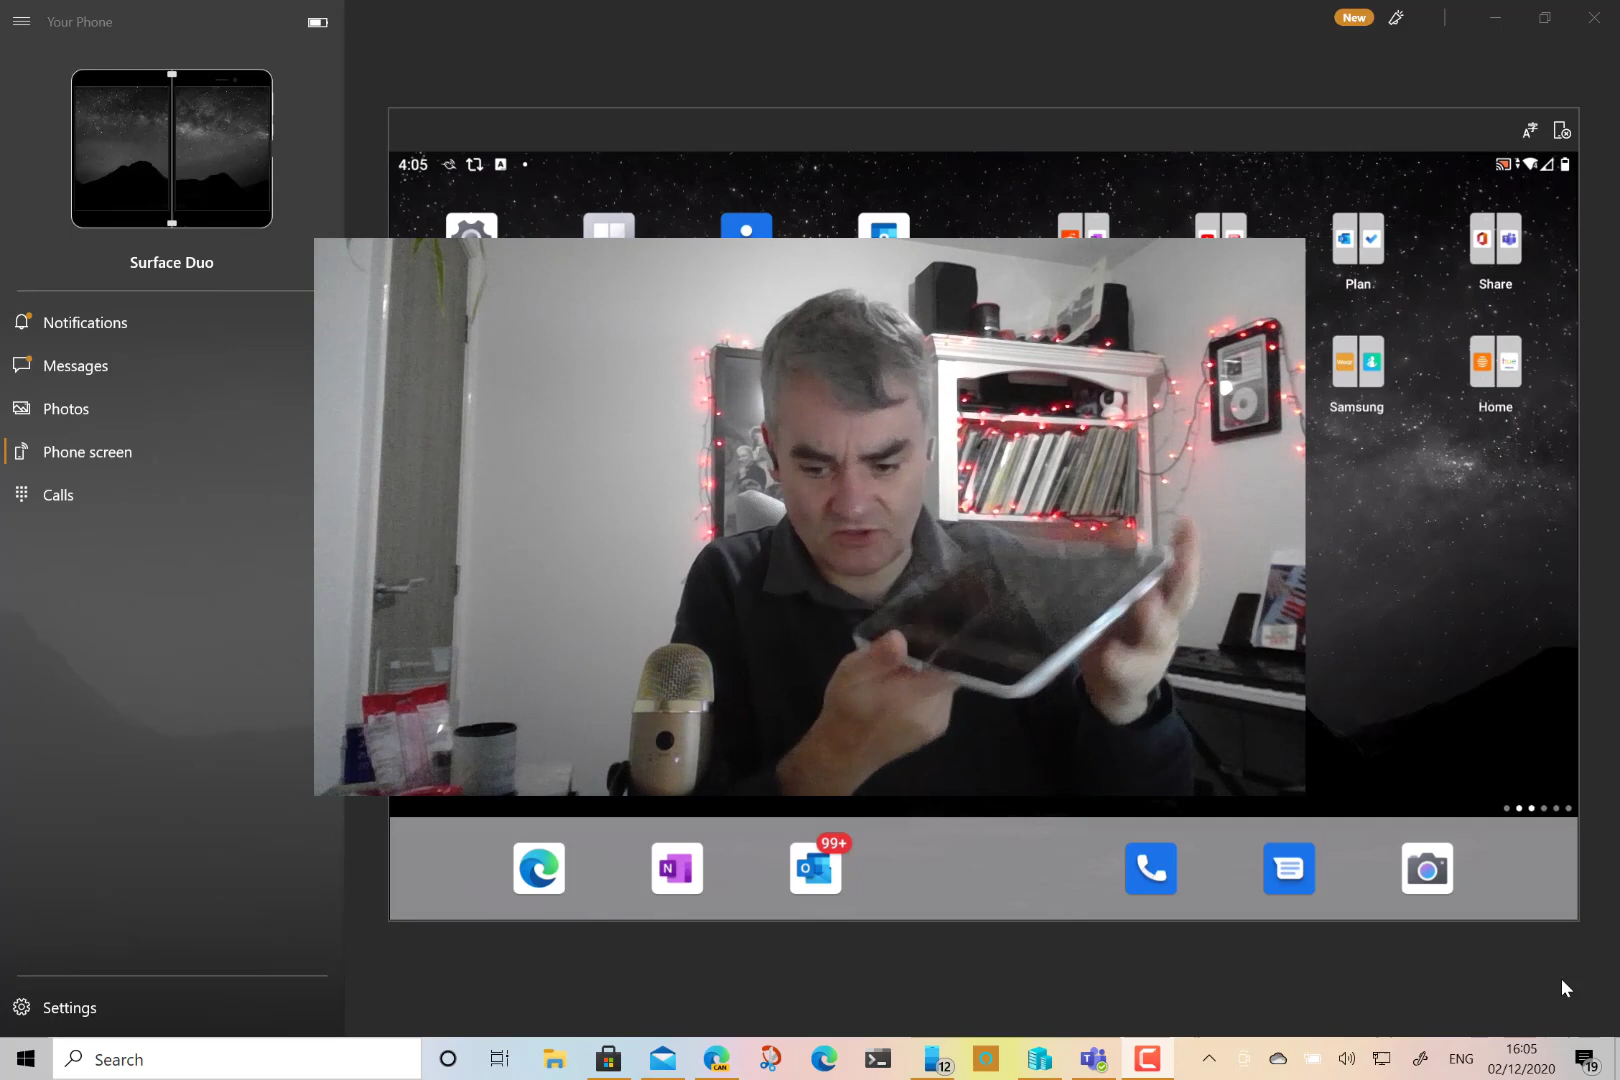 Your Phone
New
Surface Duo
Notifications
Messages
Photos
Phone screen
Calls
Settings
4:05
A
Plan
Share
Samsung
Home
N
O
99+
Search
CAN
12
T
ENG
16:05
02/12/2020
19